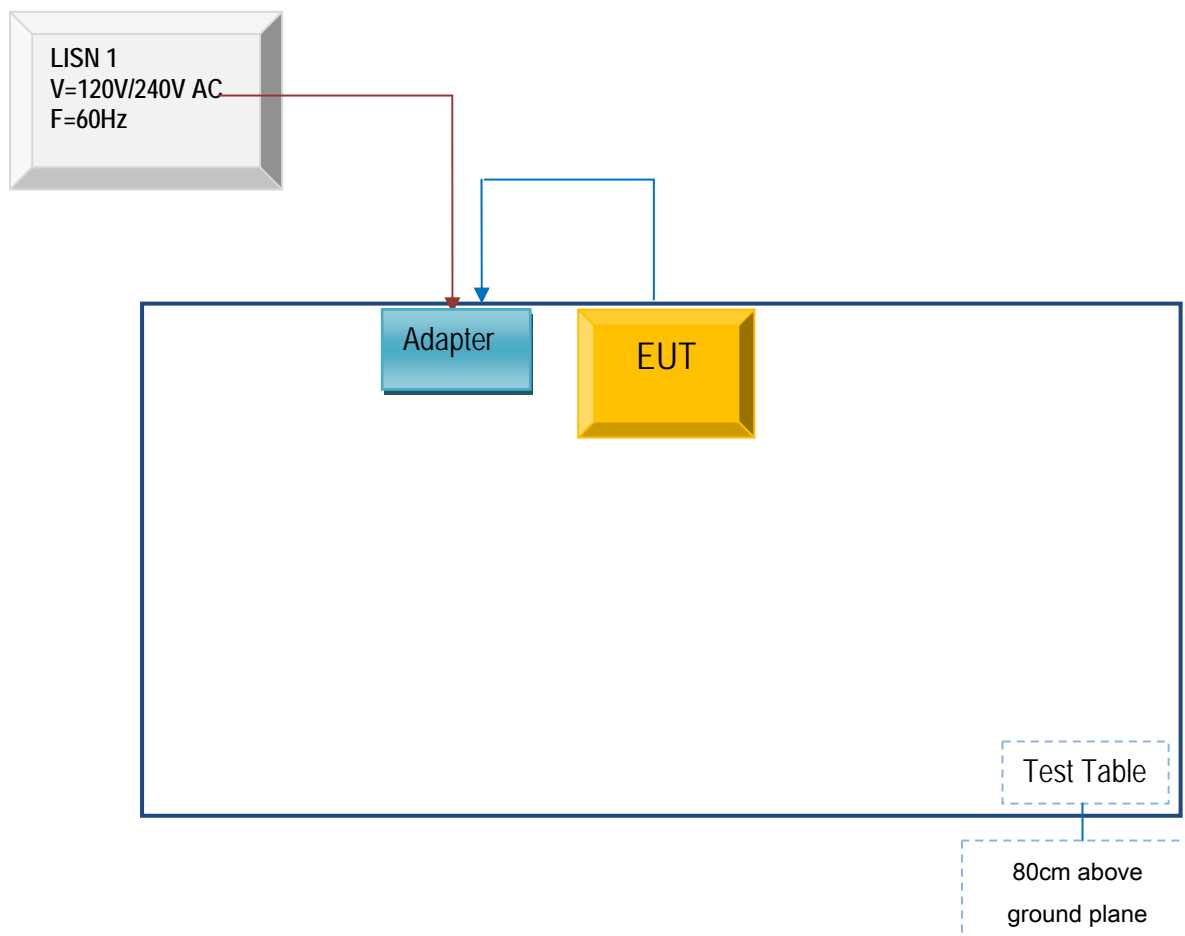 LISN 1
V=120V/240V AC
F=60Hz
Adapter
EUT
Test Table
80cm above
ground plane